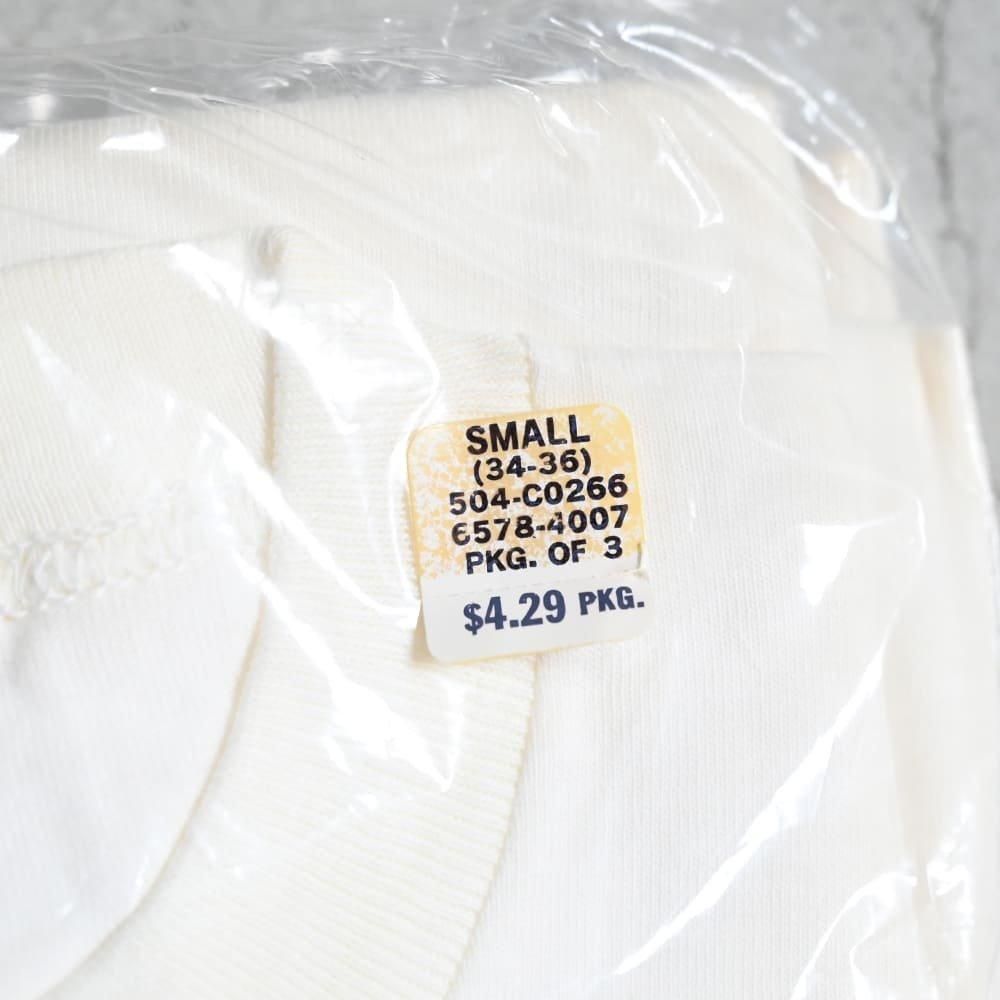 SMALL
(34-36)
504-C0266
6578-4007
PKG. OF 3
$4.29 PKG.